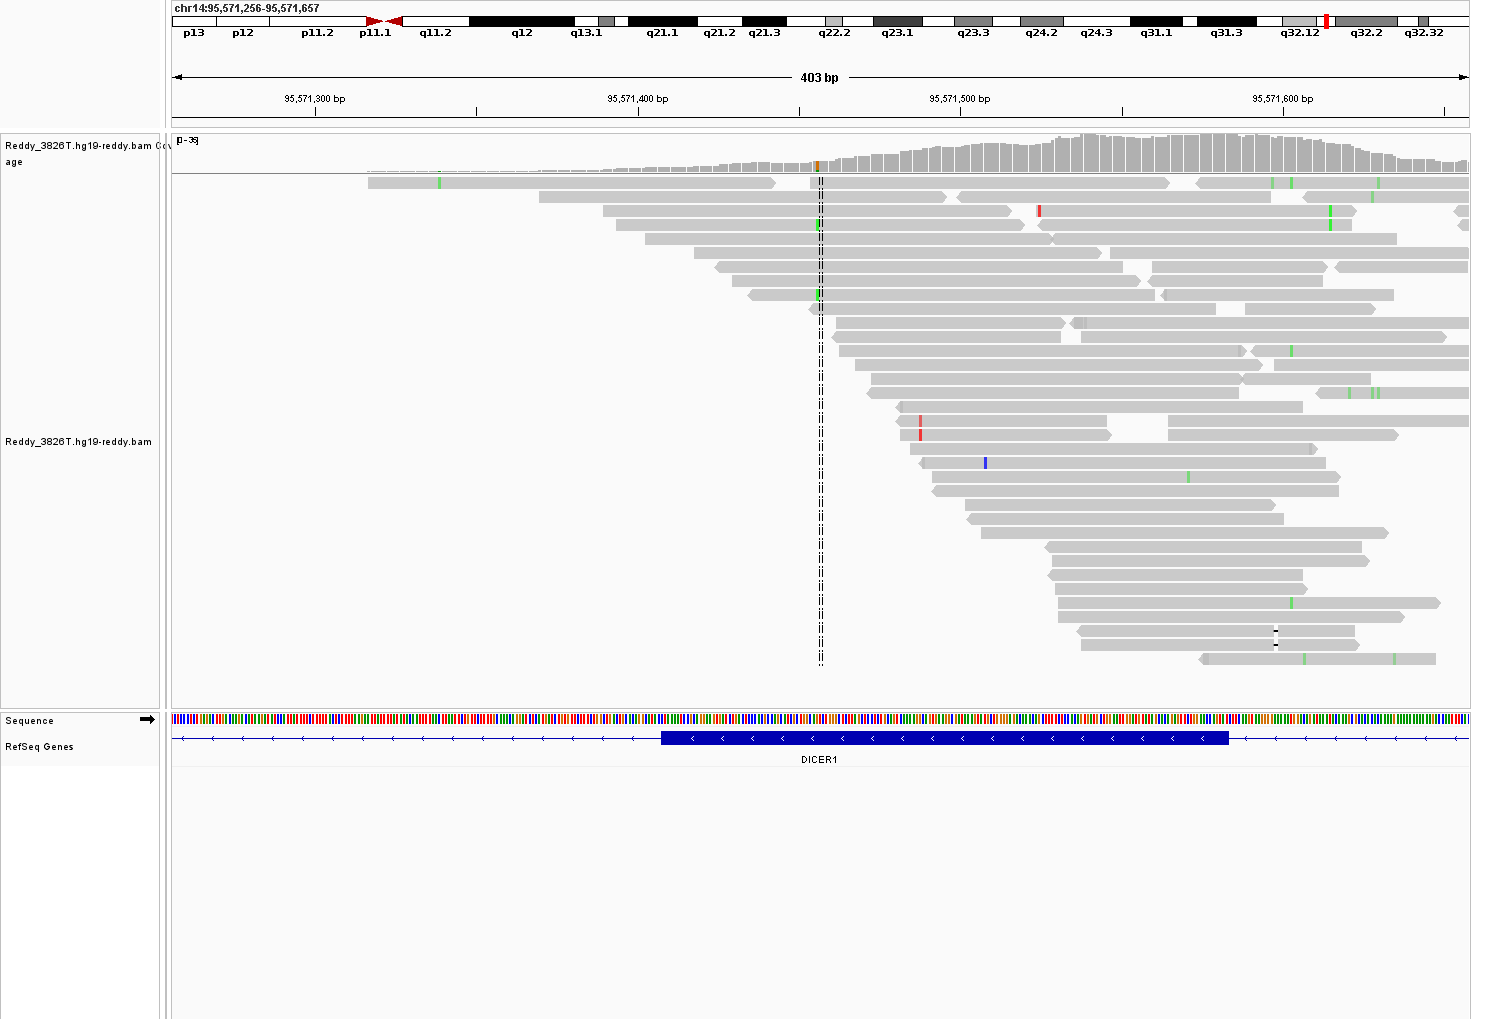 chr14:95,571,256-95,571,657
p13 p12 p11.2 p11.1 q11.2 q12 q13.1 q21.1 q21.2 q21.3 q22.2 q23.1 q23.3 q24.2 q24.3 q31.1 q31.3 q32.12 q32.2 q32.32
403 bp
95,571,300 bp 95,571,400 bp 95,571,500 bp 95,571,600 bp
Reddy_3826T.hg19-reddy.bam Cov
age
Reddy_3826T.hg19-reddy.bam
Sequence
RefSeq Genes
DICER1